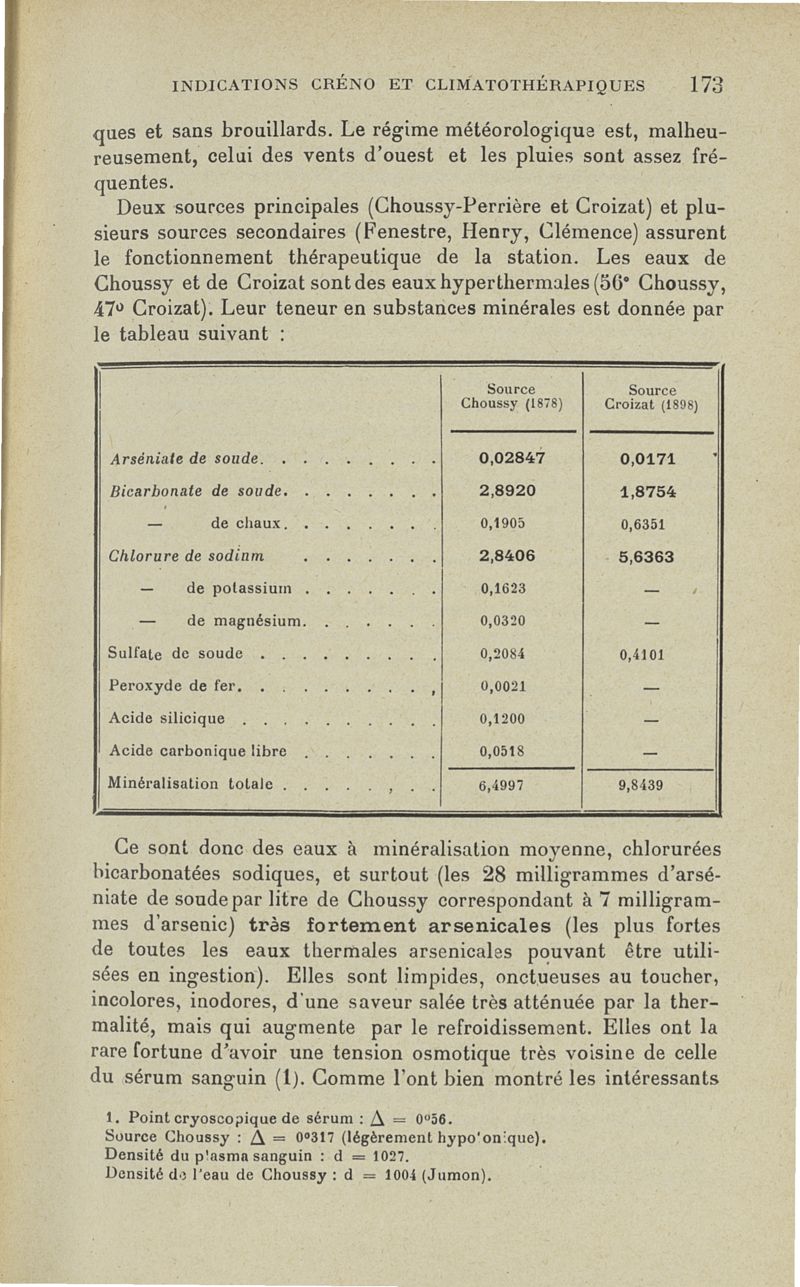 INDICATIONS CRÉNO ET CLIMATOTHÉRAPIQUES 173
ques et sans brouillards. Le régime météorologique est, malheu-
reusement, celui des vents d'ouest et les pluies sont assez fré-
quentes.
Deux sources principales (Choussy-Perrière et Croizat) et plu-
sieurs sources secondaires (Fenestre, Henry, Clémence) assurent
le fonctionnement thérapeutique de la station. Les eaux de
Choussy et de Croizat sont des eaux hyperthermales (56° Choussy,
47° Croizat). Leur teneur en substances minérales est donnée par
le tableau suivant :
Source Choussy (1878) Source Croizat (1898)
Arséniate de soude. . . . . . . . . 0,02847 0,0171
Bicarbonate de soude. . . . . . . . 2,8920 1,8754
— de chaux. . . . . . . . 0,1905 0,6351
Chlorure de sodium . . . . . . . 2,8406 5,6363
— de potassium . . . . . . . 0,1623 —
— de magnésium. . . . . . . 0,0320 —
Sulfate de soude . . . . . . . . . 0,2084 0,4101
Peroxyde de fer. . . . . . . . . , 0,0021 —
Acide silicique . . . . . . . . . . 0,1200 —
Acide carbonique libre . . . . . . . 0,0518 —
Minéralisation totale . . . . . , . . 6,4997 9,8439
Ce sont donc des eaux à minéralisation moyenne, chlorurées
bicarbonatées sodiques, et surtout (les 28 milligrammes d'arsé-
niate de soude par litre de Choussy correspondant à 7 milligram-
mes d'arsenic) très fortement arsenicales (les plus fortes
de toutes les eaux thermales arsenicales pouvant être utili-
sées en ingestion). Elles sont limpides, onctueuses au toucher,
incolores, inodores, d'une saveur salée très atténuée par la ther-
malité, mais qui augmente par le refroidissement. Elles ont la
rare fortune d'avoir une tension osmotique très voisine de celle
du sérum sanguin (1). Comme l'ont bien montré les intéressants
1. Point cryoscopique de sérum : Δ = 0°56.
Source Choussy : Δ = 0°317 (légèrement hypo'onique).
Densité du plasma sanguin : d = 1027.
Densité de l'eau de Choussy : d = 1004 (Jumon).